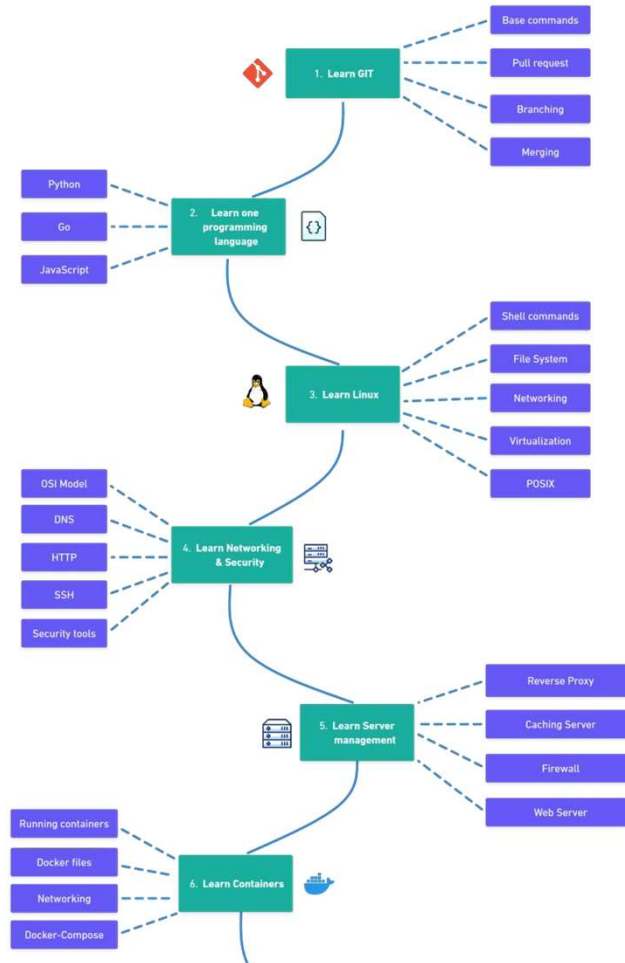 1. Learn GIT
Base commands
Pull request
Branching
Merging
2. Learn one
programming
language
Python
Go
JavaScript
3. Learn Linux
Shell commands
File System
Networking
Virtualization
POSIX
4. Learn Networking
& Security
OSI Model
DNS
HTTP
SSH
Security tools
5. Learn Server
management
Reverse Proxy
Caching Server
Firewall
Web Server
6. Learn Containers
Running containers
Docker files
Networking
Docker-Compose
{}